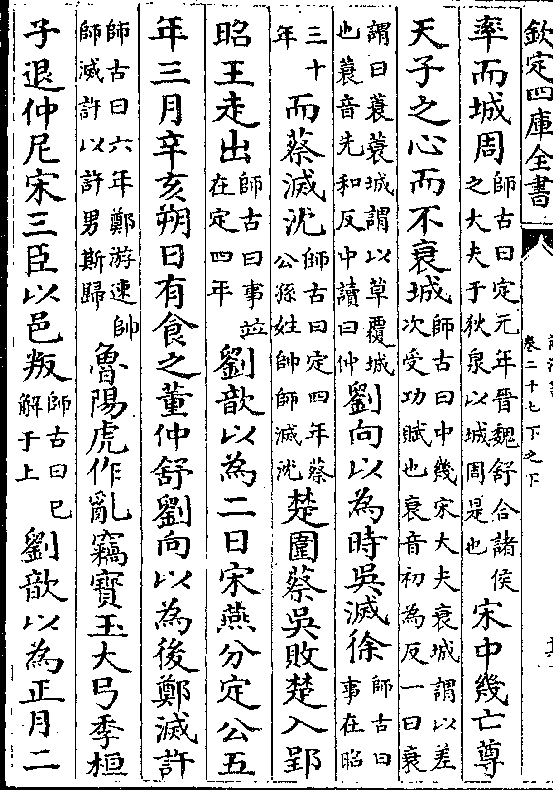 欽定四庫全書
卷二十七下之下
率而城周師古曰定元年晉魏舒合諸侯之大夫于狄泉以城周是也宋中幾亡尊
天子之心而不衰城師古曰中幾宋大夫衰城謂以差次受功賦也衰音初為反一曰衰
謂曰蓑蓑城謂以草覆城也蓑音先和反中讀曰仲劉向以為時吳滅徐師古曰事在昭
三十年而蔡滅沈師古曰定四年蔡公孫姓帥師滅沈楚圍蔡吳敗楚入郢
昭王走出師古曰事竝在定四年劉歆以為二日宋燕分定公五
年三月辛亥朔日有食之董仲舒劉向以為後鄭滅許
師古曰六年鄭游速帥師滅許以許男斯歸魯陽虎作亂竊寶玉大弓季桓
子退仲尼宋三臣以邑叛師古曰已解于上劉歆以為正月二